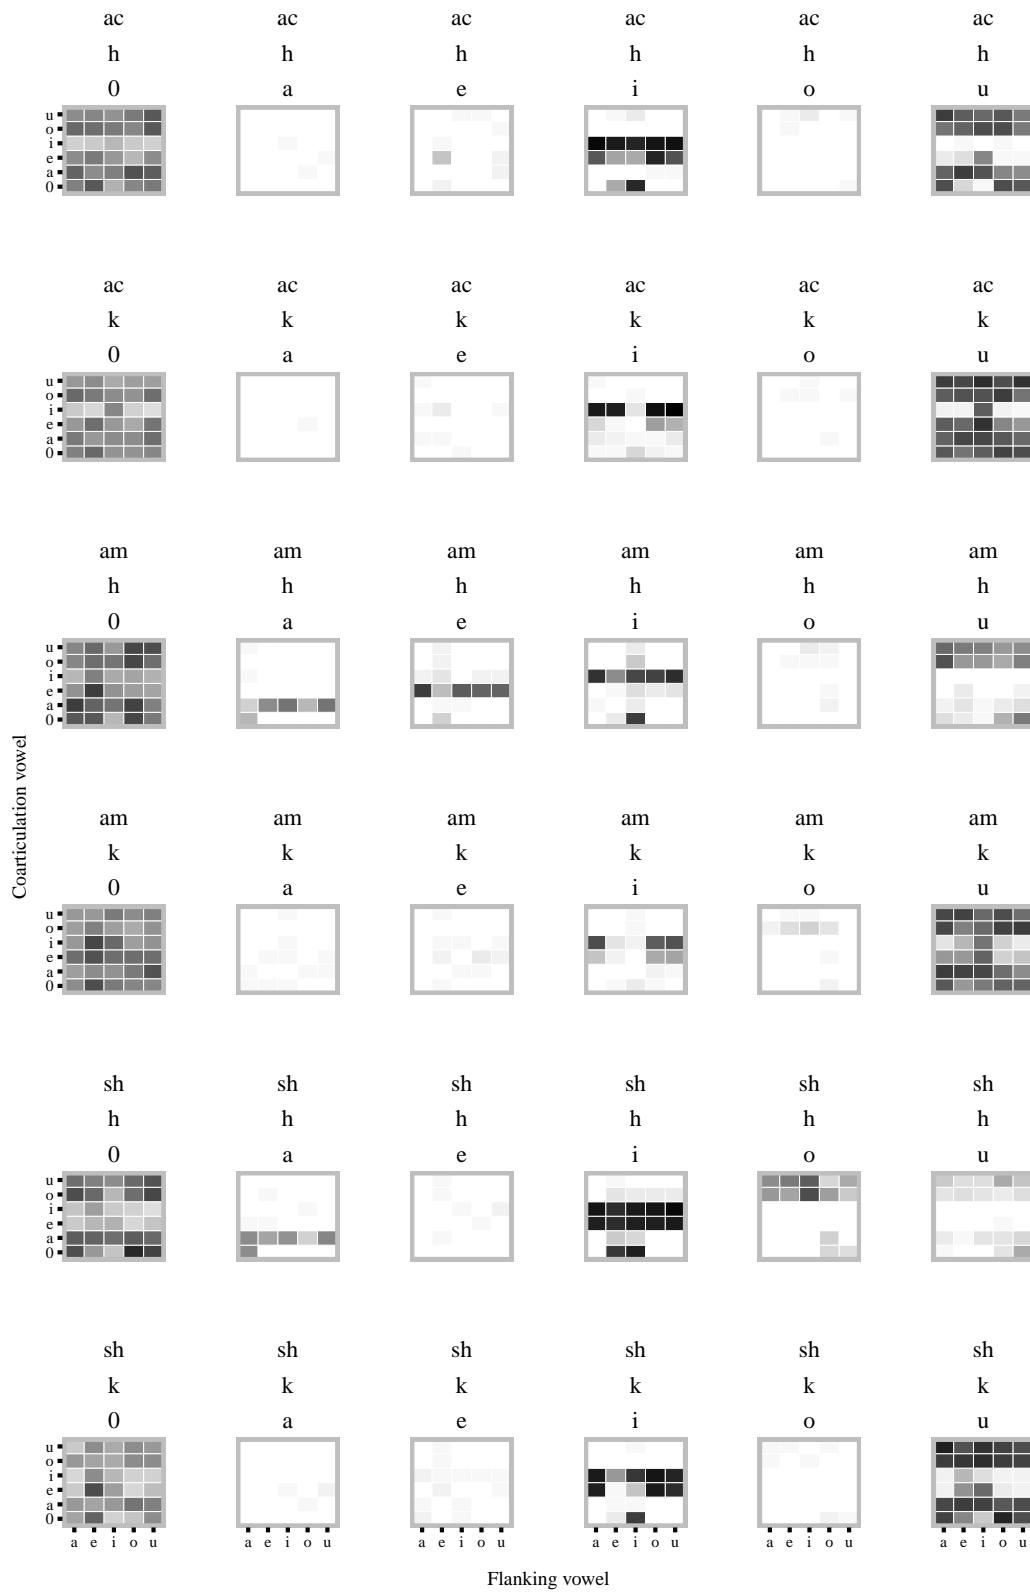 ac ac ac ac ac ac
h h h h h h
0 a e i o u
u
o
i
e
a
0
ac ac ac ac ac ac
k k k k k k
0 a e i o u
u
o
i
e
a
0
am am am am am am
h h h h h h
0 a e i o u
u
o
i
e
a
0
Coarticulation vowel
am am am am am am
k k k k k k
0 a e i o u
u
o
i
e
a
0
sh sh sh sh sh sh
h h h h h h
0 a e i o u
u
o
i
e
a
0
sh sh sh sh sh sh
k k k k k k
0 a e i o u
u
o
i
e
a
0
a e i o u a e i o u a e i o u a e i o u a e i o u a e i o u
Flanking vowel